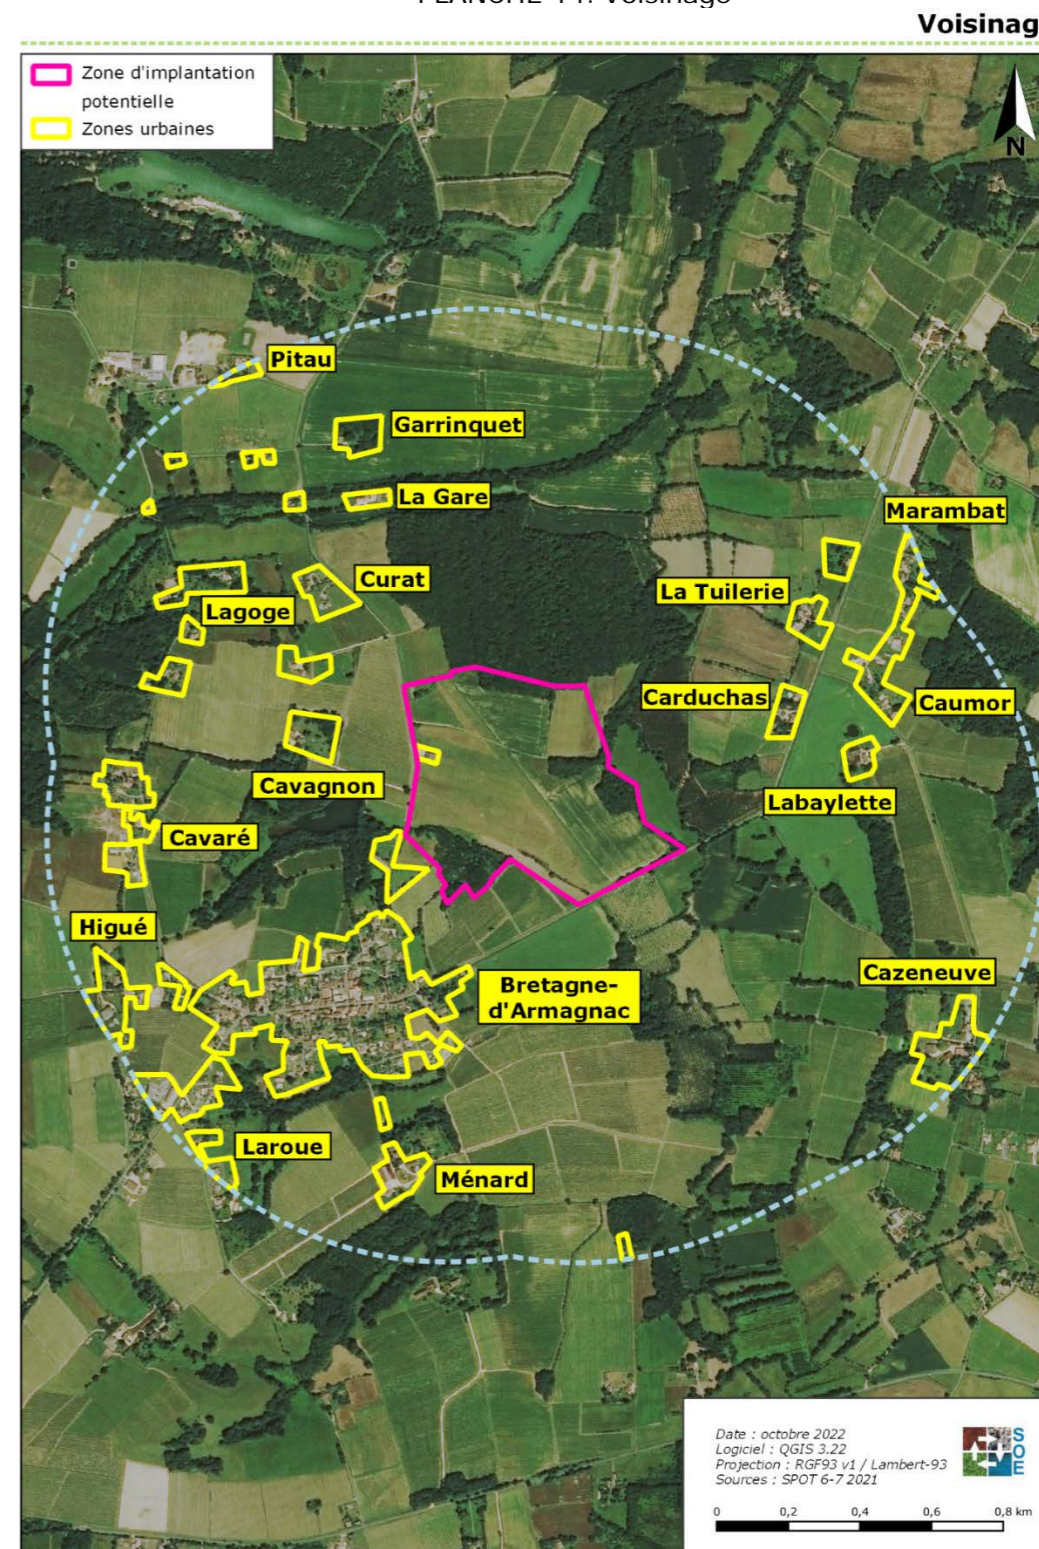 Voisinag
Zone d'implantation
potentielle
Zones urbaines
N
Pitau
Garrinquet
La Gare
Marambat
Curat
La Tuilerie
Lagoge
Carduchas
Caumor
Cavagnon
Labaylette
Cavaré
Higué
Cazeneuve
Bretagne-
d'Armagnac
Laroue
Ménard
Date : octobre 2022
Logiciel : QGIS 3.22
Projection : RGF93 v1 / Lambert-93
Sources : SPOT 6-7 2021
SOE
0 0,2 0,4 0,6 0,8 km